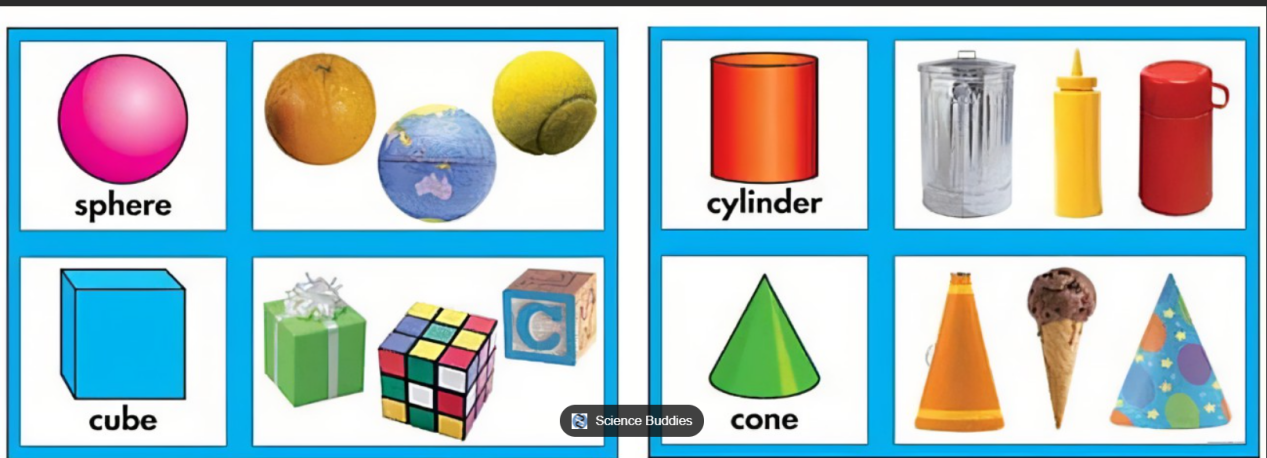 sphere
cylinder
C
cube
Science Buddies
cone